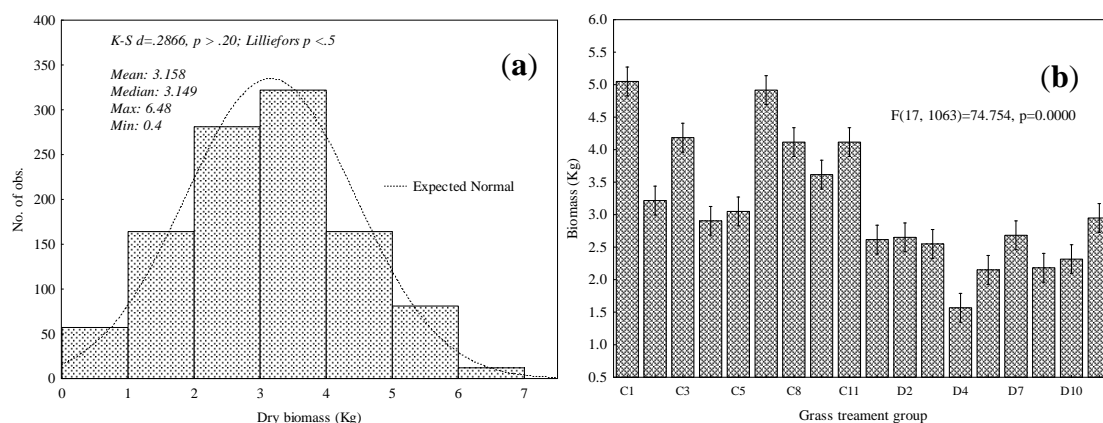 K-S d=.2866, p > .20; Lilliefors p <.5
Mean: 3.158
Median: 3.149
Max: 6.48
Min: 0.4
(a)
Expected Normal
No. of obs.
400
350
300
250
200
150
100
50
0
0 1 2 3 4 5 6 7
Dry biomass (Kg)
(b)
F(17, 1063)=74.754, p=0.0000
Biomass (Kg)
6.0
5.0
4.5
4.0
3.5
3.0
2.5
2.0
1.5
1.0
0.5
C1 C3 C5 C8 C11 D2 D4 D7 D10
Grass treament group